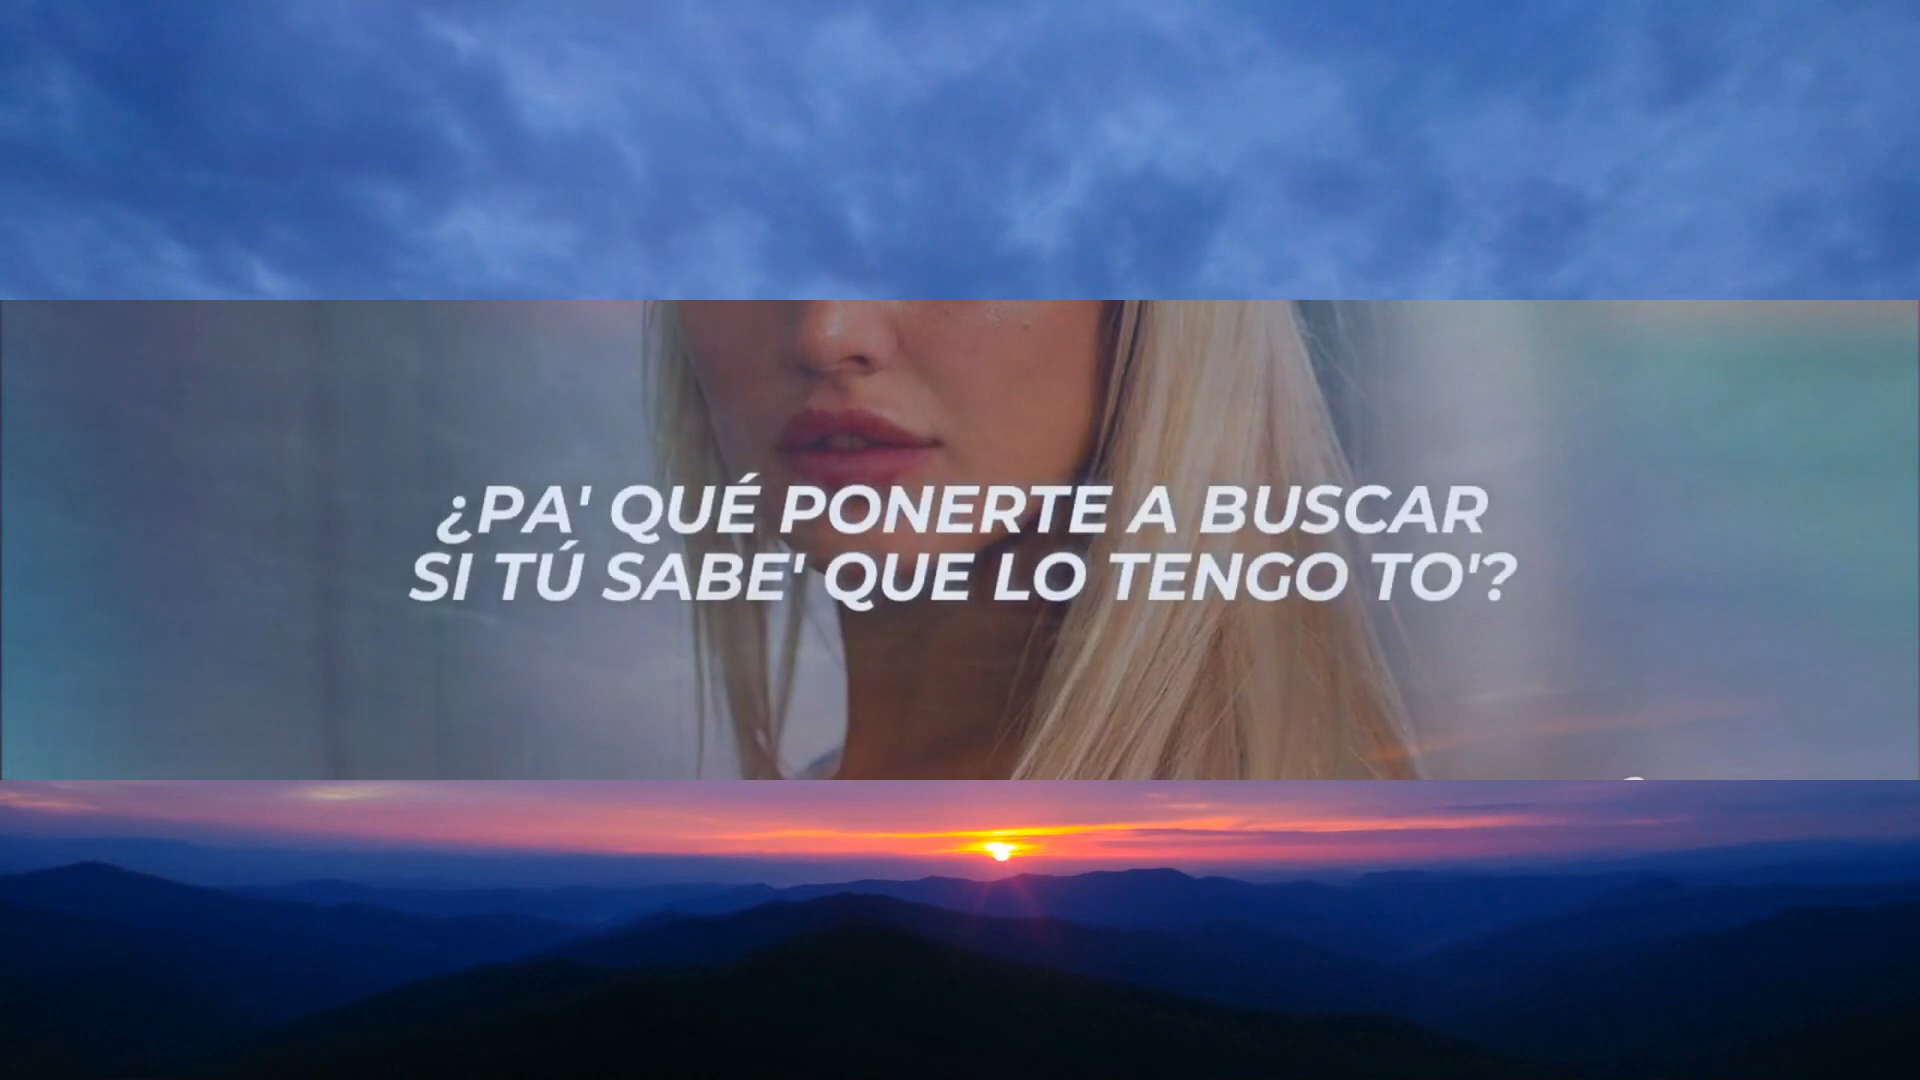 ¿PA' QUÉ PONERTE A BUSCAR
SI TÚ SABE' QUE LO TENGO TO'?